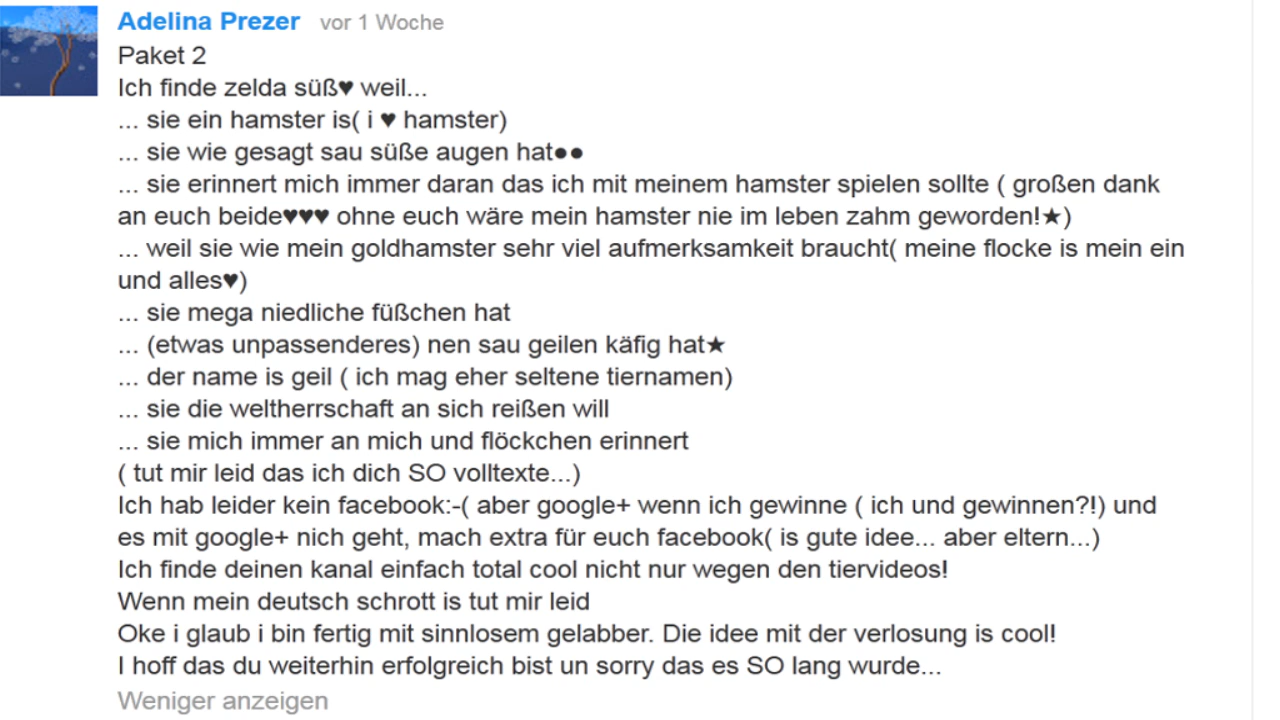 Adelina Prezer vor 1 Woche
Paket 2
Ich finde zelda süß♥ weil...
... sie ein hamster is( i ♥ hamster)
... sie wie gesagt sau süße augen hat●●
... sie erinnert mich immer daran das ich mit meinem hamster spielen sollte ( großen dank
an euch beide♥♥♥ ohne euch wäre mein hamster nie im leben zahm geworden!★)
... weil sie wie mein goldhamster sehr viel aufmerksamkeit braucht( meine flocke is mein ein
und alles♥)
... sie mega niedliche füßchen hat
... (etwas unpassenderes) nen sau geilen käfig hat★
... der name is geil ( ich mag eher seltene tiernamen)
... sie die weltherrschaft an sich reißen will
... sie mich immer an mich und flöckchen erinnert
( tut mir leid das ich dich SO volltexte...)
Ich hab leider kein facebook:-( aber google+ wenn ich gewinne ( ich und gewinnen?!) und
es mit google+ nich geht, mach extra für euch facebook( is gute idee... aber eltern...)
Ich finde deinen kanal einfach total cool nicht nur wegen den tiervideos!
Wenn mein deutsch schrott is tut mir leid
Oke i glaub i bin fertig mit sinnlosem gelabber. Die idee mit der verlosung is cool!
I hoff das du weiterhin erfolgreich bist un sorry das es SO lang wurde...
Weniger anzeigen